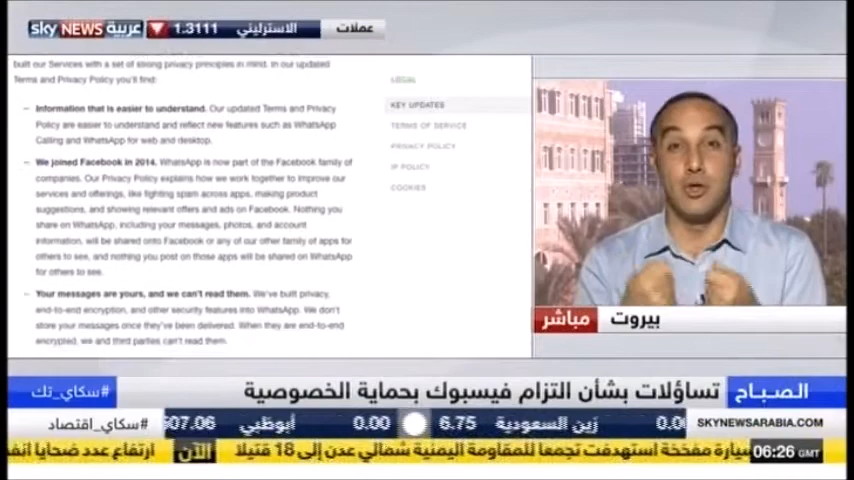 sky NEWS عربية
1.3111 الاسترليني
عملات
built our Services with a set of strong privacy principles in mind. In our updated
Terms and Privacy Policy you'll find:
– Information that is easier to understand. Our updated Terms and Privacy
Policy are easier to understand and reflect new features such as WhatsApp
Calling and WhatsApp for web and desktop.
– We joined Facebook in 2014. WhatsApp is now part of the Facebook family of
companies. Our Privacy Policy explains how we work together to improve our
services and offerings, like fighting spam across apps, making product
suggestions, and showing relevant offers and ads on Facebook. Nothing you
share on WhatsApp, including your messages, photos, and account
information, will be shared onto Facebook or any of our other family of apps for
others to see, and nothing you post on those apps will be shared on WhatsApp
for others to see.
– Your messages are yours, and we can't read them. We've built privacy,
end-to-end encryption, and other security features into WhatsApp. We don't
store your messages once they've been delivered. When they are end-to-end
encrypted, we and third parties can't read them.
LEGAL
KEY UPDATES
TERMS OF SERVICE
PRIVACY POLICY
IP POLICY
COOKIES
مباشر
بيروت
الصباح
تساؤلات بشأن التزام فيسبوك بحماية الخصوصية
#سكاي_تك
#سكاي_اقتصاد
507.06 أبوظبي 0.00 6.75 زين السعودية 0.00
SKYNEWSARABIA.COM
سيارة مفخخة استهدفت تجمعا للمقاومة اليمنية شمالي عدن إلى 18 قتيلا
الآن
ارتفاع عدد ضحايا
06:26 GMT